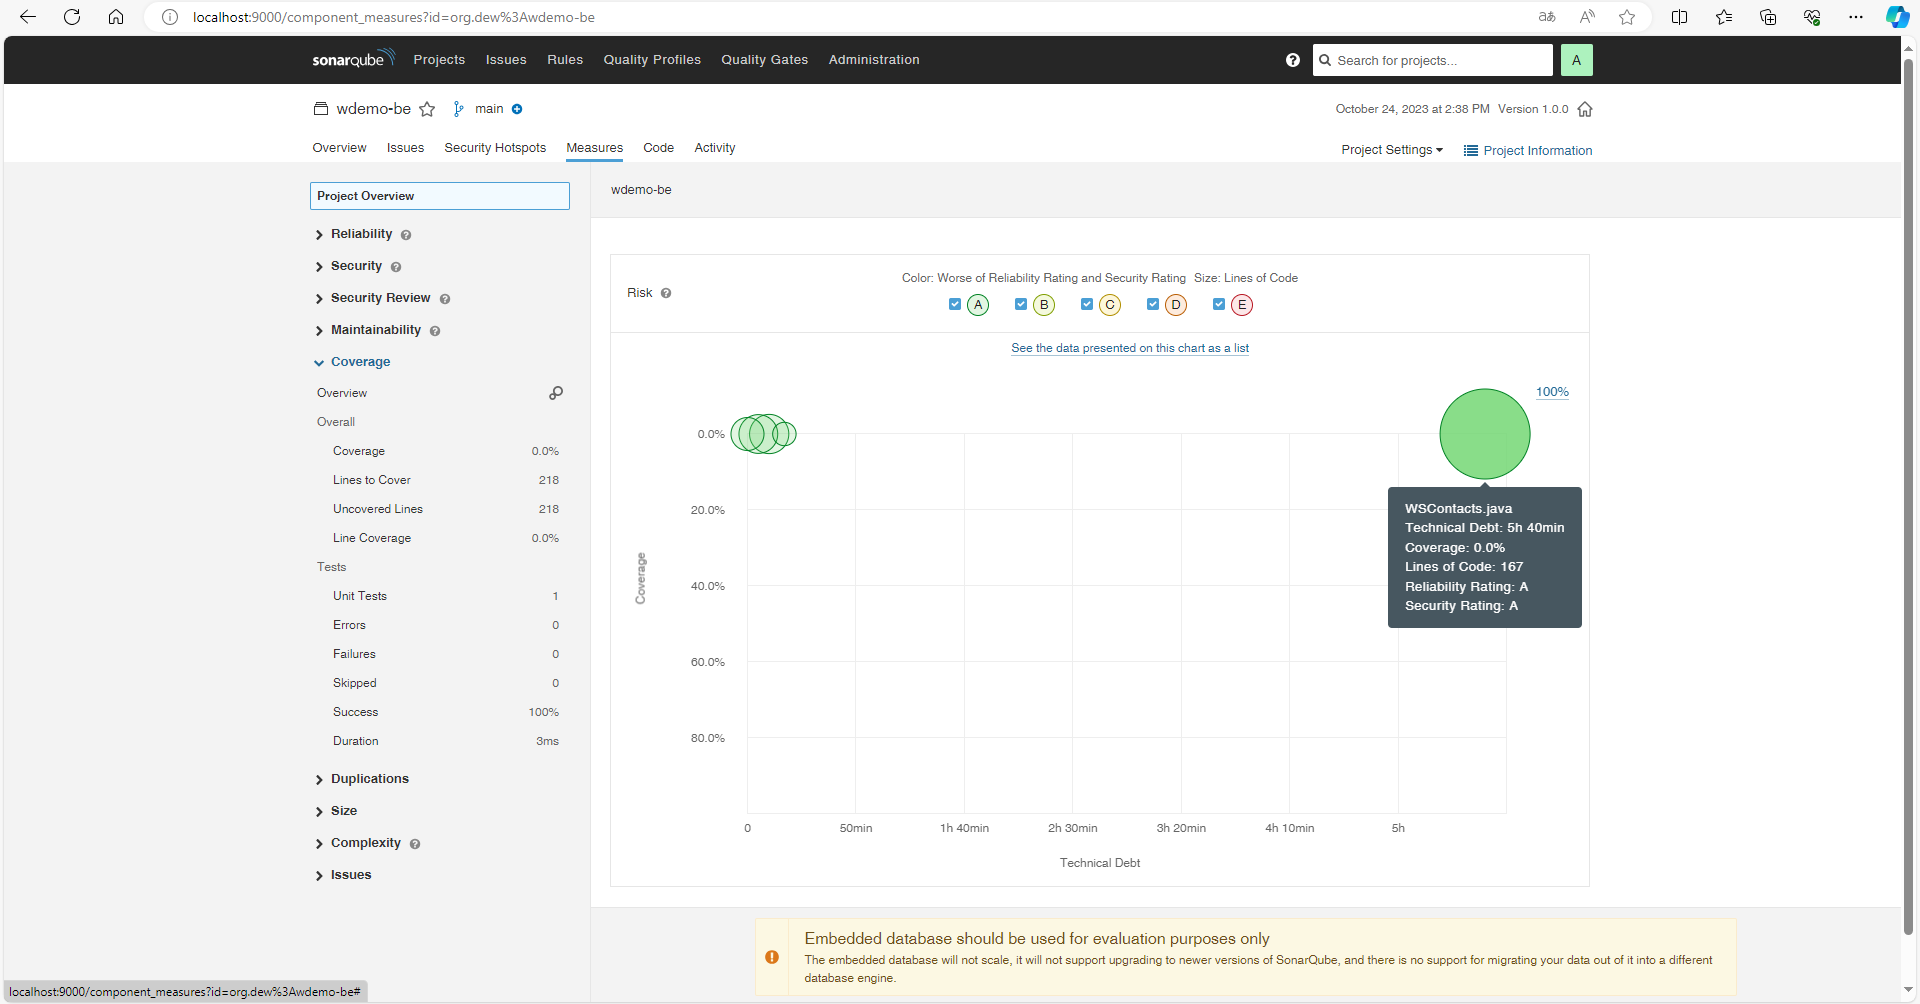 localhost:9000/component_measures?id=org.dew%3Awdemo-be
sonarqube Projects Issues Rules Quality Profiles Quality Gates Administration Search for projects... A
wdemo-be main October 24, 2023 at 2:38 PM Version 1.0.0
Overview Issues Security Hotspots Measures Code Activity Project Settings Project Information
Project Overview
Reliability
Security
Security Review
Maintainability
Coverage
Overview
Overall
Coverage 0.0%
Lines to Cover 218
Uncovered Lines 218
Line Coverage 0.0%
Tests
Unit Tests 1
Errors 0
Failures 0
Skipped 0
Success 100%
Duration 3ms
Duplications
Size
Complexity
Issues
wdemo-be
Risk
Color: Worse of Reliability Rating and Security Rating Size: Lines of Code
A B C D E
See the data presented on this chart as a list
100%
0.0%
20.0%
40.0%
60.0%
80.0%
Coverage
WSContacts.java
Technical Debt: 5h 40min
Coverage: 0.0%
Lines of Code: 167
Reliability Rating: A
Security Rating: A
0 50min 1h 40min 2h 30min 3h 20min 4h 10min 5h
Technical Debt
Embedded database should be used for evaluation purposes only
The embedded database will not scale, it will not support upgrading to newer versions of SonarQube, and there is no support for migrating your data out of it into a different
database engine.
localhost:9000/component_measures?id=org.dew%3Awdemo-be#